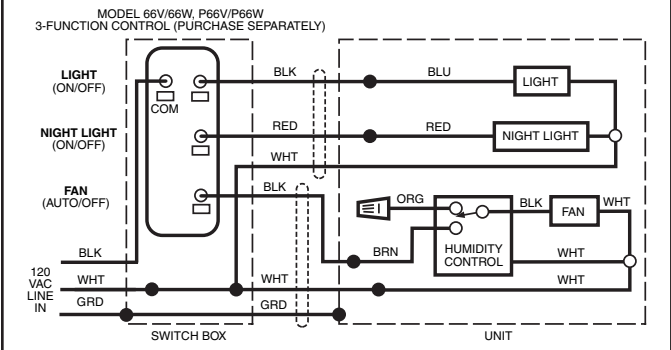 MODEL 66V/66W, P66V/P66W
3-FUNCTION CONTROL (PURCHASE SEPARATELY)
LIGHT
(ON/OFF)
COM
BLK
BLU
LIGHT
NIGHT LIGHT
(ON/OFF)
RED
RED
NIGHT LIGHT
WHT
FAN
(AUTO/OFF)
BLK
ORG
BLK
FAN
WHT
BRN
HUMIDITY
CONTROL
WHT
BLK
120
VAC
LINE
IN
WHT
WHT
WHT
GRD
GRD
SWITCH BOX
UNIT